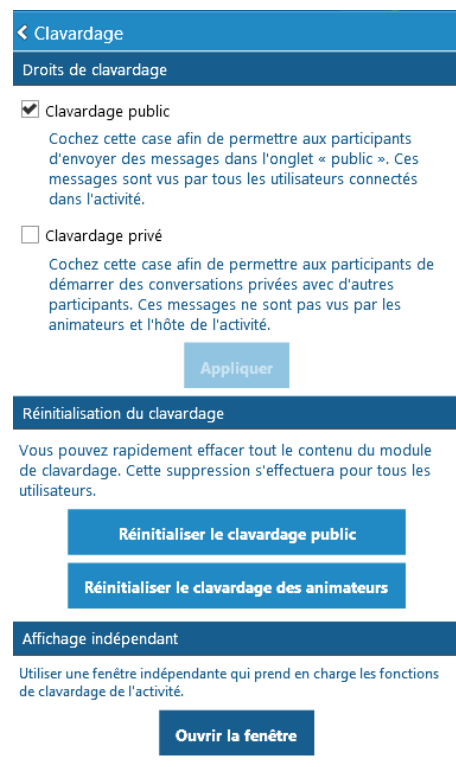 Clavardage
Droits de clavardage
Clavardage public
Cochez cette case afin de permettre aux participants
d'envoyer des messages dans l'onglet « public ». Ces
messages sont vus par tous les utilisateurs connectés
dans l'activité.
Clavardage privé
Cochez cette case afin de permettre aux participants de
démarrer des conversations privées avec d'autres
participants. Ces messages ne sont pas vus par les
animateurs et l'hôte de l'activité.
Appliquer
Réinitialisation du clavardage
Vous pouvez rapidement effacer tout le contenu du module
de clavardage. Cette suppression s'effectuera pour tous les
utilisateurs.
Réinitialiser le clavardage public
Réinitialiser le clavardage des animateurs
Affichage indépendant
Utiliser une fenêtre indépendante qui prend en charge les fonctions
de clavardage de l'activité.
Ouvrir la fenêtre